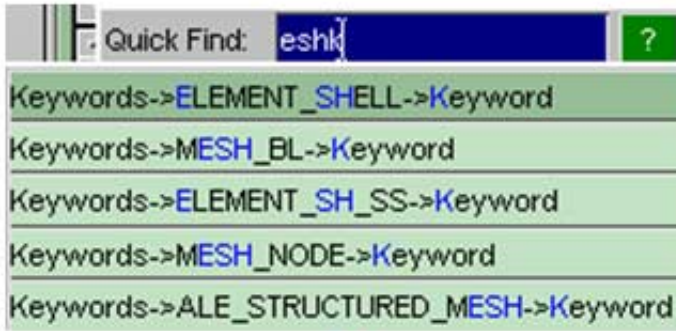 Quick Find: eshk ?
Keywords->ELEMENT_SHELL->Keyword
Keywords->MESH_BL->Keyword
Keywords->ELEMENT_SH_SS->Keyword
Keywords->MESH_NODE->Keyword
Keywords->ALE_STRUCTURED_MESH->Keyword